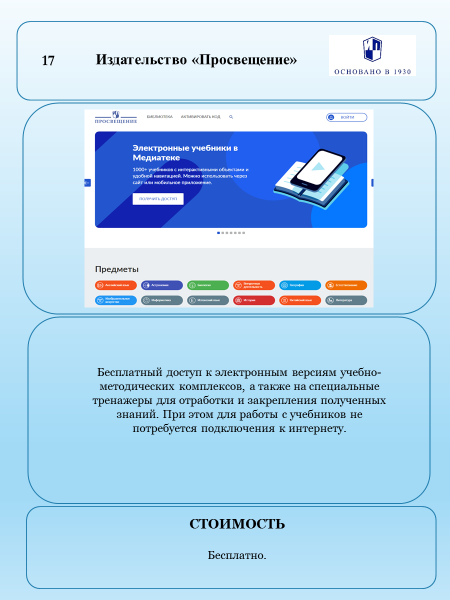 17
Издательство «Просвещение»
ОСНОВАНО В 1930
ПРОСВЕЩЕНИЕ
БИБЛИОТЕКА
АКТИВИРОВАТЬ КОД
ВОЙТИ
Электронные учебники в
Медиатеке
1000+ учебников с интерактивными объектами и
удобной навигацией. Можно использовать через
сайт или мобильное приложение.
ПОЛУЧИТЬ ДОСТУП
Предметы
Английский язык
Астрономия
Биология
География
Информатика
История
Литература
Бесплатный доступ к электронным версиям учебно-
методических комплексов, а также на специальные
тренажеры для отработки и закрепления полученных
знаний. При этом для работы с учебников не
потребуется подключения к интернету.
СТОИМОСТЬ
Бесплатно.